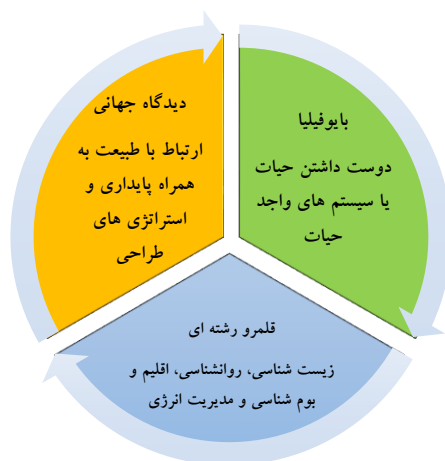 بایوفیلیا
دوست داشتن حیات
یا سیستم های واجد
حیات
قلمرو رشته ای
زیست شناسی، روانشناسی، اقلیم و
بوم شناسی و مدیریت انرژی
دیدگاه جهانی
ارتباط با طبیعت به
همراه پایداری و
استراتژی های
طراحی